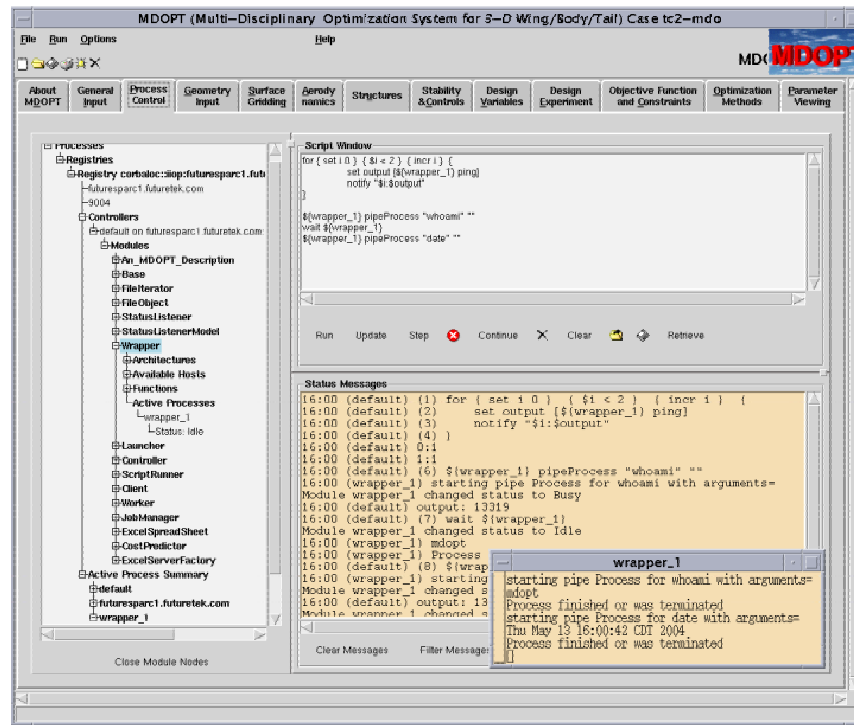 MDOPT (Multi-Disciplinary Optimization System for 3-D Wing/Body/Tail) Case tc2-mdo
File Run Options Help
MDOPT
About MDOPT
General Input
Process Control
Geometry Input
Surface Gridding
Aerody namics
Structures
Stability & Controls
Design Variables
Design Experiment
Objective Function and Constraints
Optimization Methods
Parameter Viewing
Processes
Registries
Registry corbaloc::iiop:futuresparc1.fut
futuresparc1.futuretek.com
9004
Controllers
default on futuresparc1.futuretek.com
Modules
An_MDOPT_Description
Base
FileIterator
FileObject
StatusListener
StatusListenerModel
Wrapper
Architectures
Available Hosts
Functions
Active Processes
wrapper_1
Status: Idle
Launcher
Controller
ScriptRunner
Client
Worker
JobManager
ExcelSpreadSheet
CostPredictor
ExcelServerFactory
Active Process Summary
default
futuresparc1.futuretek.com
wrapper_1
Close Module Nodes
Script Window
for { set i 0 } { $i < 2 } { incr i } {
set output [${wrapper_1} ping]
notify "$i:$output"
}
${wrapper_1} pipeProcess "whoami" ""
wait ${wrapper_1}
${wrapper_1} pipeProcess "date" ""
Run Update Step Continue Clear Retrieve
Status Messages
16:00 (default) (1) for { set i 0 } { $i < 2 } { incr i } {
16:00 (default) (2) set output [${wrapper_1} ping]
16:00 (default) (3) notify "$i:$output"
16:00 (default) (4) }
16:00 (default) 0:1
16:00 (default) 1:1
16:00 (default) (6) ${wrapper_1} pipeProcess "whoami" ""
16:00 (wrapper_1) starting pipe Process for whoami with arguments=
Module wrapper_1 changed status to Busy
16:00 (default) output: 13319
16:00 (default) (7) wait ${wrapper_1}
Module wrapper_1 changed status to Idle
16:00 (wrapper_1) mdopt
16:00 (wrapper_1) Process
16:00 (default) (8) ${wrap
16:00 (wrapper_1) starting
Module wrapper_1 changed s
16:00 (default) output: 13
Module wrapper_1 changed s
Clear Messages Filter Messages
wrapper_1
starting pipe Process for whoami with arguments=
mdopt
Process finished or was terminated
starting pipe Process for date with arguments=
Thu May 13 16:00:42 CDT 2004
Process finished or was terminated